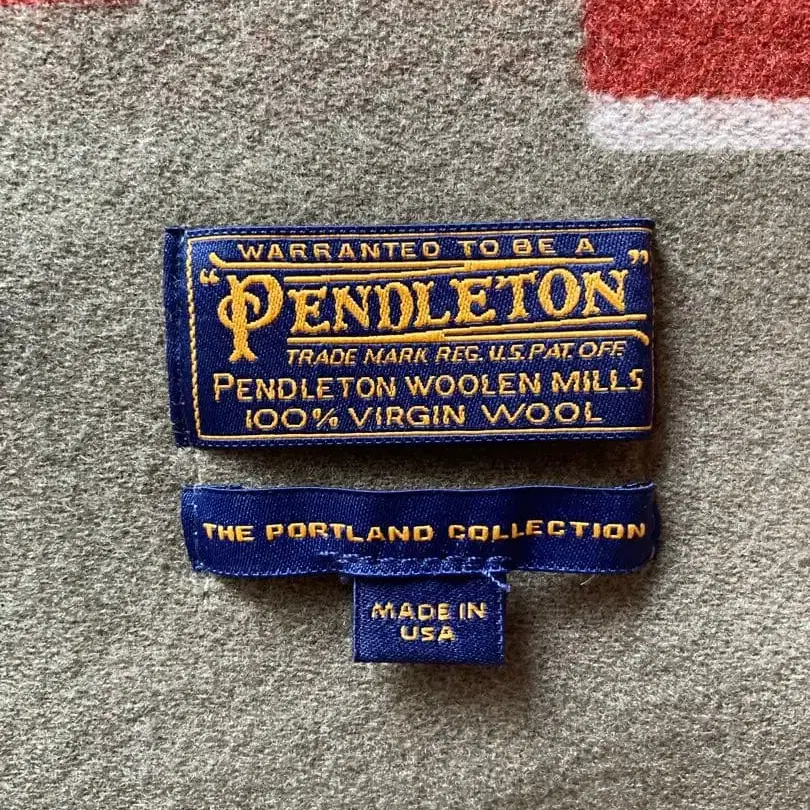 WARRANTED TO BE A
"PENDLETON"
TRADE MARK REG. U.S. PAT. OFF.
PENDLETON WOOLEN MILLS
100% VIRGIN WOOL
THE PORTLAND COLLECTION
MADE IN
USA